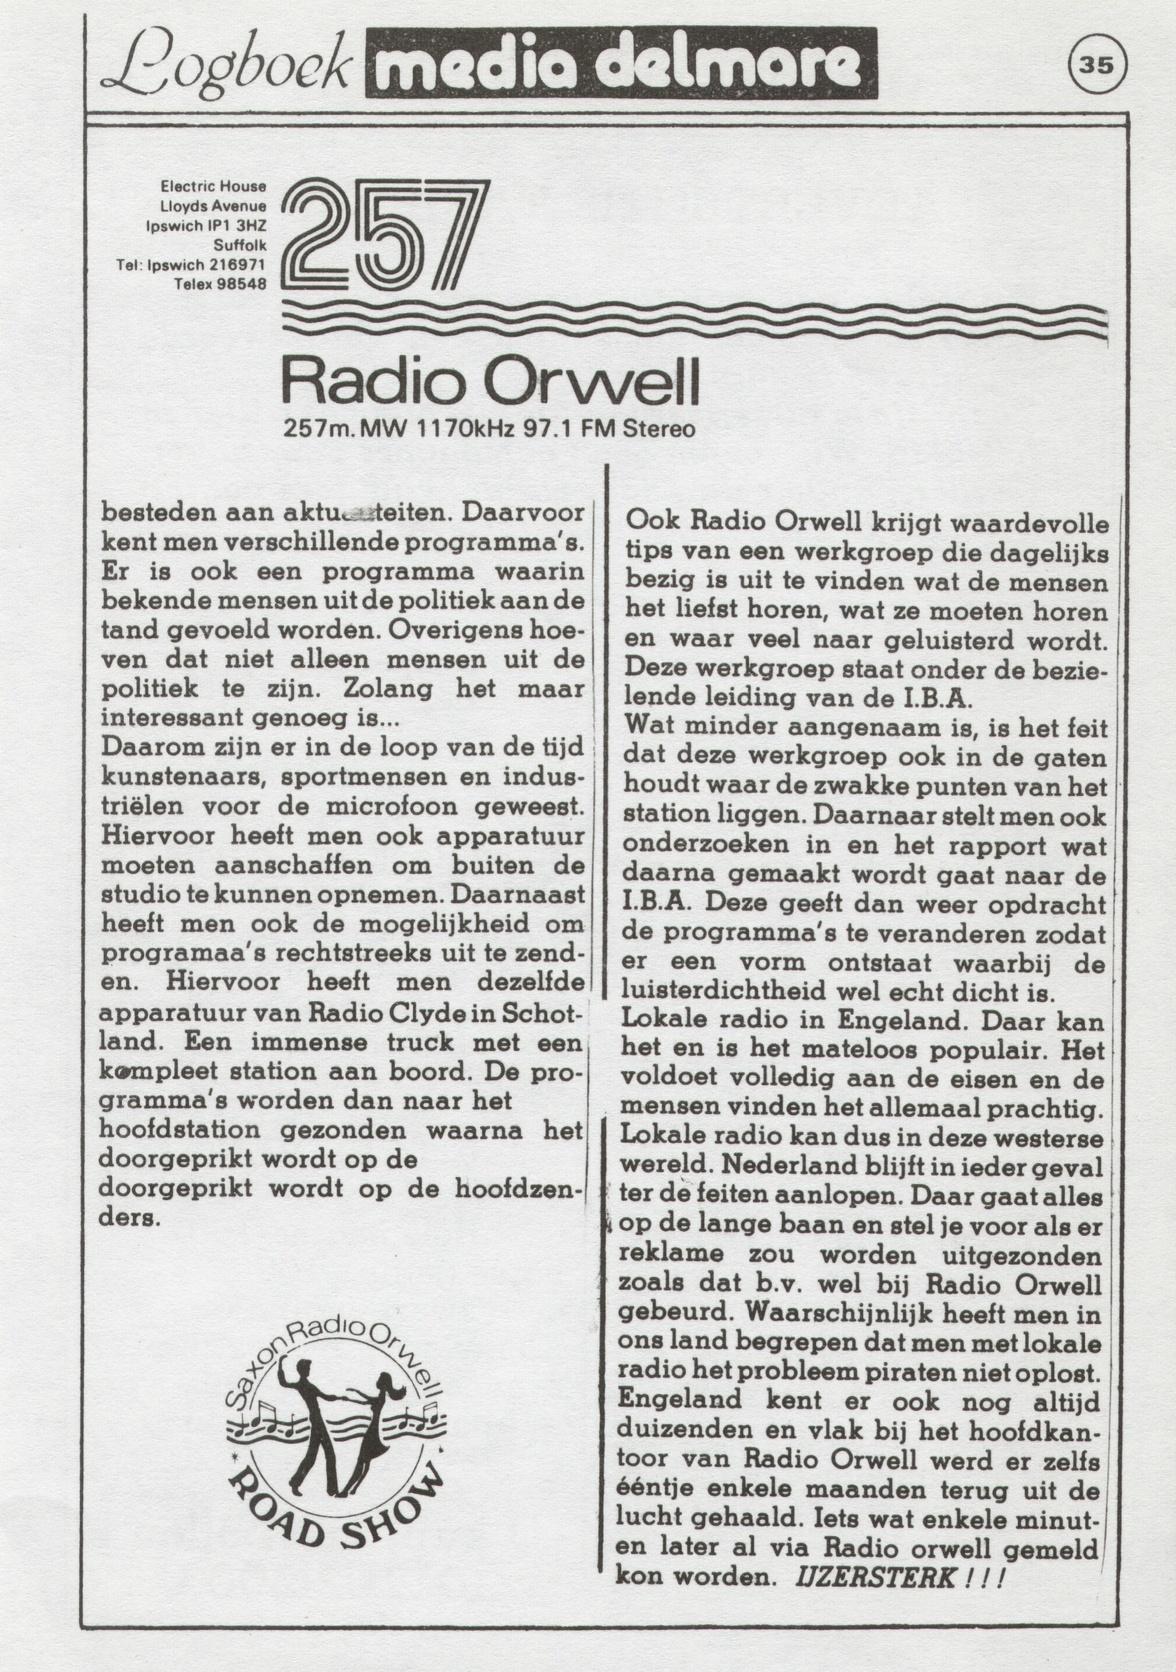 Logboek media delmare
35
Electric House
Lloyds Avenue
Ipswich IP1 3HZ
Suffolk
Tel: Ipswich 216971
Telex 98548
257
Radio Orwell
257m. MW 1170kHz 97.1 FM Stereo
besteden aan Daarvoor
kent men verschillende programma's.
Er is ook een programma waarin
bekende mensen uit de politiek aan de
tand gevoeld worden. Overigens hoe-
ven dat niet alleen mensen uit de
politiek te zijn. Zolang het maar
interessant genoeg is...
Daarom zijn er in de loop van de tijd
kunstenaars, sportmensen en indus-
triëlen voor de microfoon geweest.
Hiervoor heeft men ook apparatuur
moeten aanschaffen om buiten de
studio te kunnen opnemen. Daarnaast
heeft men ook de mogelijkheid om
programaa's rechtstreeks uit te zend-
en. Hiervoor heeft men dezelfde
apparatuur van Radio Clyde in Schot-
land. Een immense truck met een
kompleet station aan boord. De pro-
gramma's worden dan naar het
hoofdstation gezonden waarna het
doorgeprikt wordt op de
doorgeprikt wordt op de hoofdzen-
ders.
Saxon Radio Orwell
ROAD SHOW
Ook Radio Orwell krijgt waardevolle
tips van een werkgroep die dagelijks
bezig is uit te vinden wat de mensen
het liefst horen, wat ze moeten horen
en waar veel naar geluisterd wordt.
Deze werkgroep staat onder de bezie-
lende leiding van de I.B.A.
Wat minder aangenaam is, is het feit
dat deze werkgroep ook in de gaten
houdt waar de zwakke punten van het
station liggen. Daarnaar stelt men ook
onderzoeken in en het rapport wat
daarna gemaakt wordt gaat naar de
I.B.A. Deze geeft dan weer opdracht
de programma's te veranderen zodat
er een vorm ontstaat waarbij de
luisterdichtheid wel echt dicht is.
Lokale radio in Engeland. Daar kan
het en is het mateloos populair. Het
voldoet volledig aan de eisen en de
mensen vinden het allemaal prachtig.
Lokale radio kan dus in deze westerse
wereld. Nederland blijft in ieder geval
ter de feiten aanlopen. Daar gaat alles
op de lange baan en stel je voor als er
reklame zou worden uitgezonden
zoals dat b.v. wel bij Radio Orwell
gebeurd. Waarschijnlijk heeft men in
ons land begrepen dat men met lokale
radio het probleem piraten niet oplost.
Engeland kent er ook nog altijd
duizenden en vlak bij het hoofdkan-
toor van Radio Orwell werd er zelfs
ééntje enkele maanden terug uit de
lucht gehaald. Iets wat enkele minut-
en later al via Radio orwell gemeld
kon worden. IJZERSTERK ! ! !